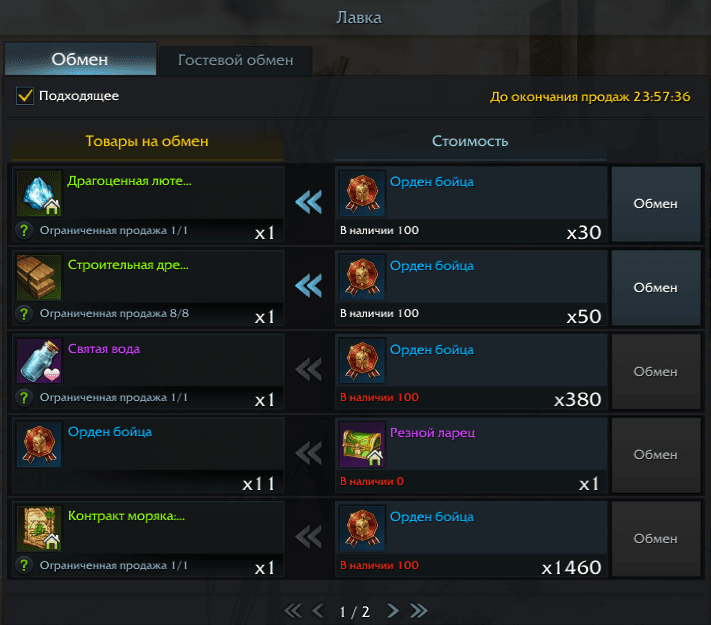 Лавка
Обмен
Гостевой обмен
Подходящее
До окончания продаж 23:57:36
Товары на обмен
Стоимость
Драгоценная люте...
? Ограниченная продажа 1/1
x1
Орден бойца
В наличии 100
x30
Обмен
Строительная дре...
? Ограниченная продажа 8/8
x1
Орден бойца
В наличии 100
x50
Обмен
Святая вода
? Ограниченная продажа 1/1
x1
Орден бойца
В наличии 100
x380
Обмен
Орден бойца
x11
Резной ларец
В наличии 0
x1
Обмен
Контракт моряка:...
? Ограниченная продажа 1/1
x1
Орден бойца
В наличии 100
x1460
Обмен
1 / 2